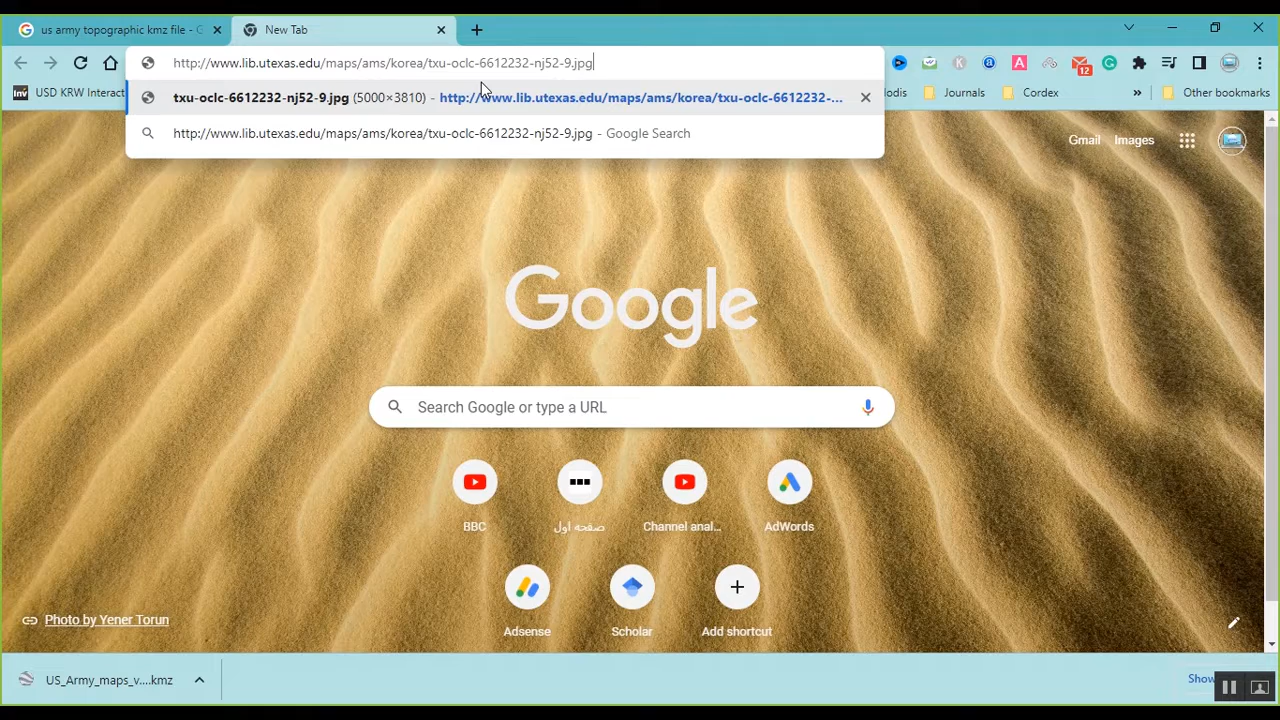 us army topographic kmz file - G
New Tab
http://www.lib.utexas.edu/maps/ams/korea/txu-oclc-6612232-nj52-9.jpg
12
Inv USD KRW Interact
txu-oclc-6612232-nj52-9.jpg (5000×3810) - http://www.lib.utexas.edu/maps/ams/korea/txu-oclc-6612232-...
lodis
Journals
Cordex
»
Other bookmarks
http://www.lib.utexas.edu/maps/ams/korea/txu-oclc-6612232-nj52-9.jpg - Google Search
Gmail Images
Google
Search Google or type a URL
BBC
صفحه اول
Channel anal...
AdWords
Adsense
Scholar
Add shortcut
Photo by Yener Torun
US_Army_maps_v....kmz
Show